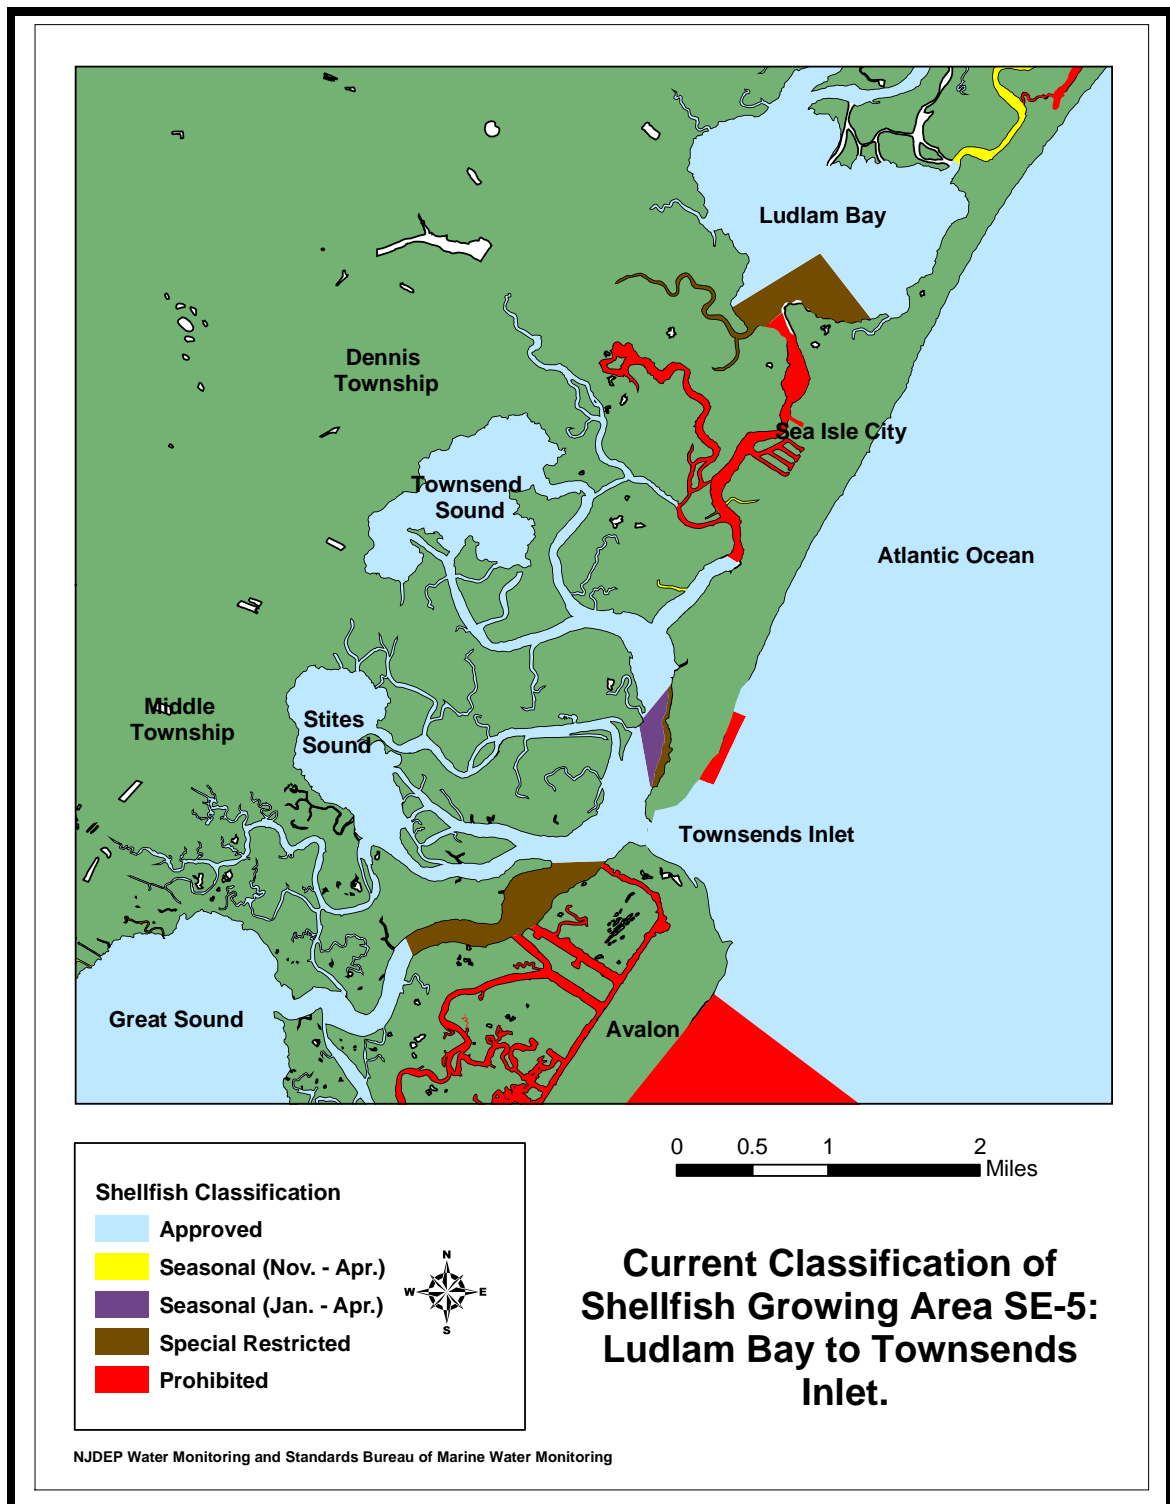 Ludlam Bay
Dennis
Township
Sea Isle City
Townsend
Sound
Atlantic Ocean
Middle
Township
Stites
Sound
Townsends Inlet
Great Sound
Avalon
0 0.5 1 2
Miles
Shellfish Classification
Approved
Seasonal (Nov. - Apr.)
Seasonal (Jan. - Apr.)
Special Restricted
Prohibited
N
W E
S
Current Classification of
Shellfish Growing Area SE-5:
Ludlam Bay to Townsends
Inlet.
NJDEP Water Monitoring and Standards Bureau of Marine Water Monitoring